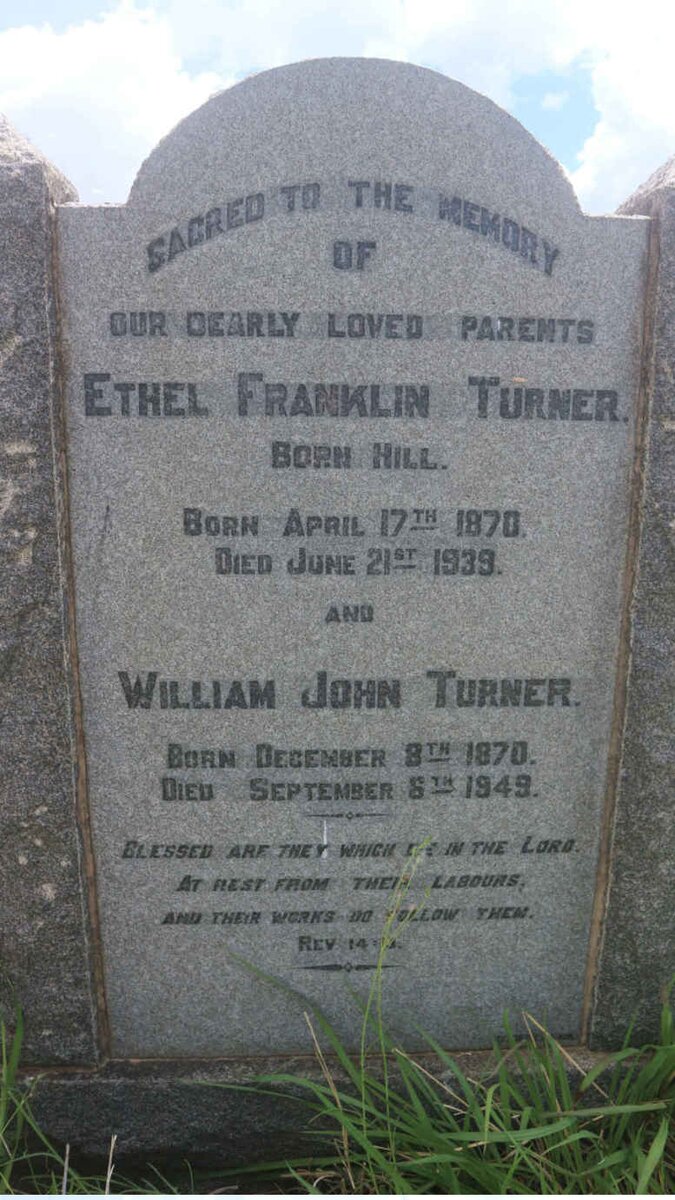 SACRED TO THE MEMORY
OF
OUR DEARLY LOVED PARENTS
ETHEL FRANKLIN TURNER.
BORN HILL.
BORN APRIL 17TH 1870.
DIED JUNE 21ST 1939.
AND
WILLIAM JOHN TURNER.
BORN DECEMBER 8TH 1870.
DIED SEPTEMBER 6TH 1949.
BLESSED ARE THEY WHICH DIE IN THE LORD.
AT REST FROM THEIR LABOURS,
AND THEIR WORKS DO FOLLOW THEM.
REV 14:13.